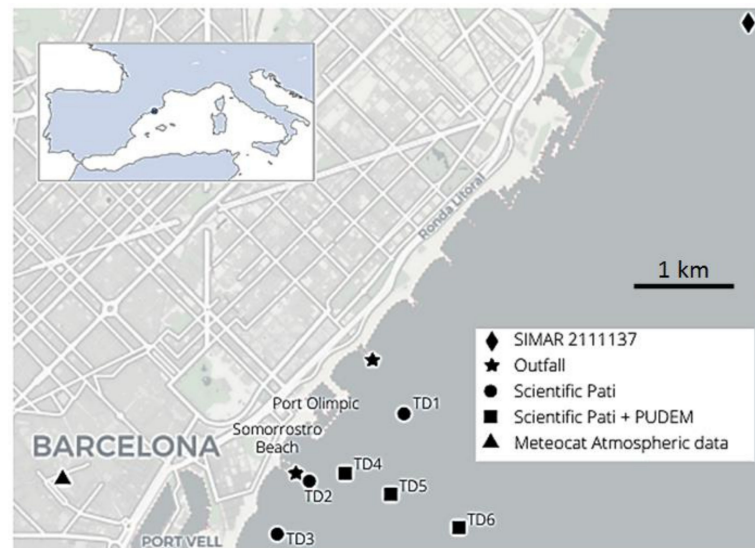 Ronda Litoral
1 km
SIMAR 2111137
Outfall
Scientific Pati
Scientific Pati + PUDEM
Meteocat Atmospheric data
Port Olimpic
TD1
Somorrostro
Beach
BARCELONA
TD4
TD2
TD5
TD6
TD3
PORT VELL